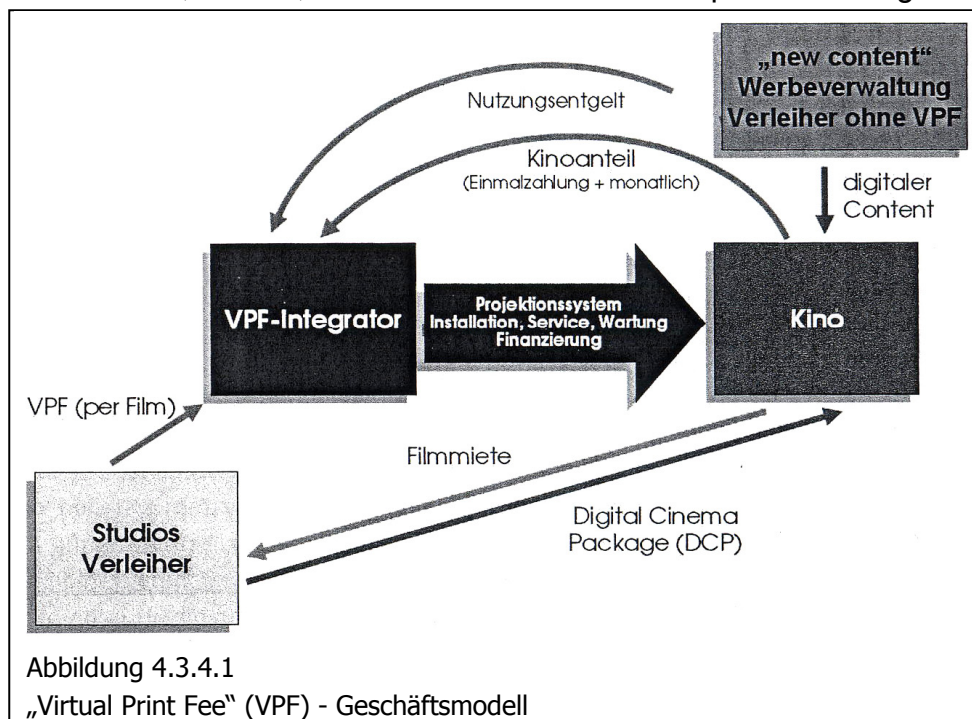 „new content“
Werbeverwaltung
Verleiher ohne VPF
Nutzungsentgelt
Kinoanteil
(Einmalzahlung + monatlich)
digitaler
Content
VPF-Integrator
Projektionssystem
Installation, Service, Wartung
Finanzierung
Kino
VPF (per Film)
Filmmiete
Studios
Verleiher
Digital Cinema
Package (DCP)
Abbildung 4.3.4.1
„Virtual Print Fee“ (VPF) - Geschäftsmodell